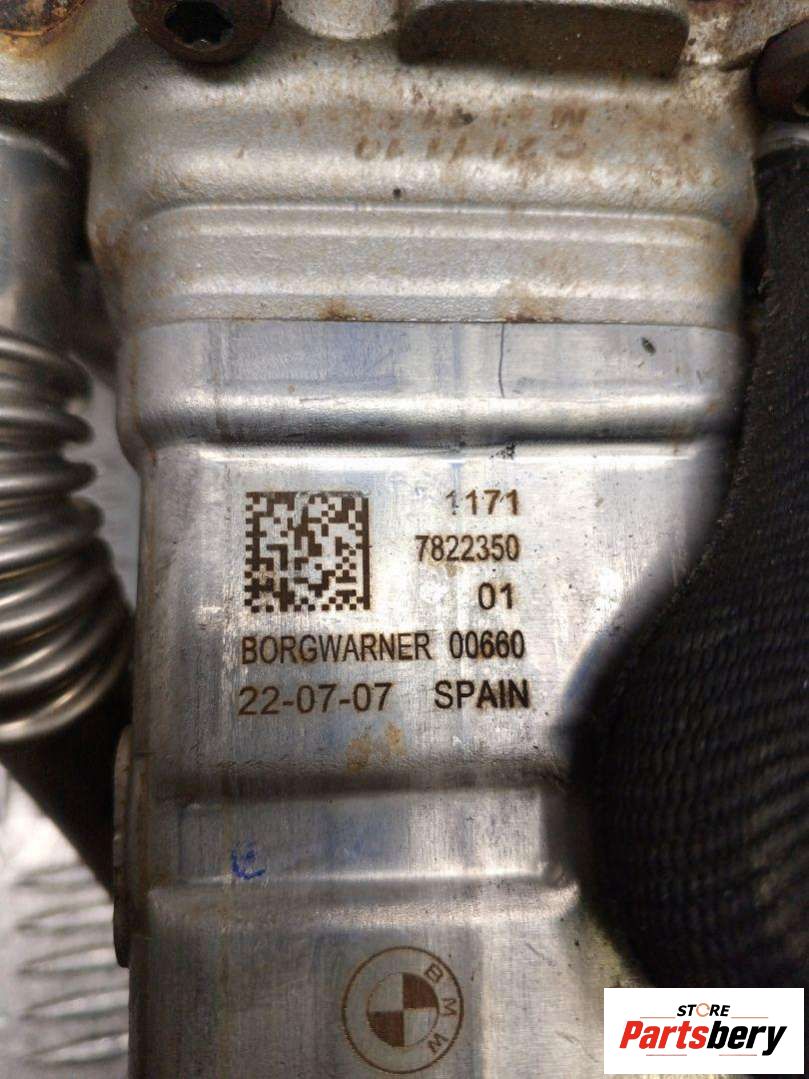 1171
7822350
01
BORGWARNER 00660
22-07-07 SPAIN
BMW
STORE
Partsbery